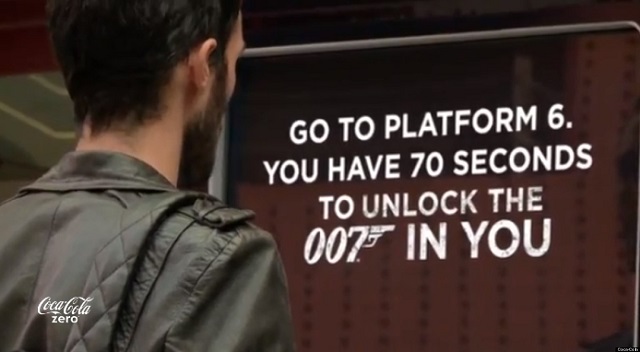 GO TO PLATFORM 6.
YOU HAVE 70 SECONDS
TO UNLOCK THE
007 IN YOU
Coca-Cola
zero